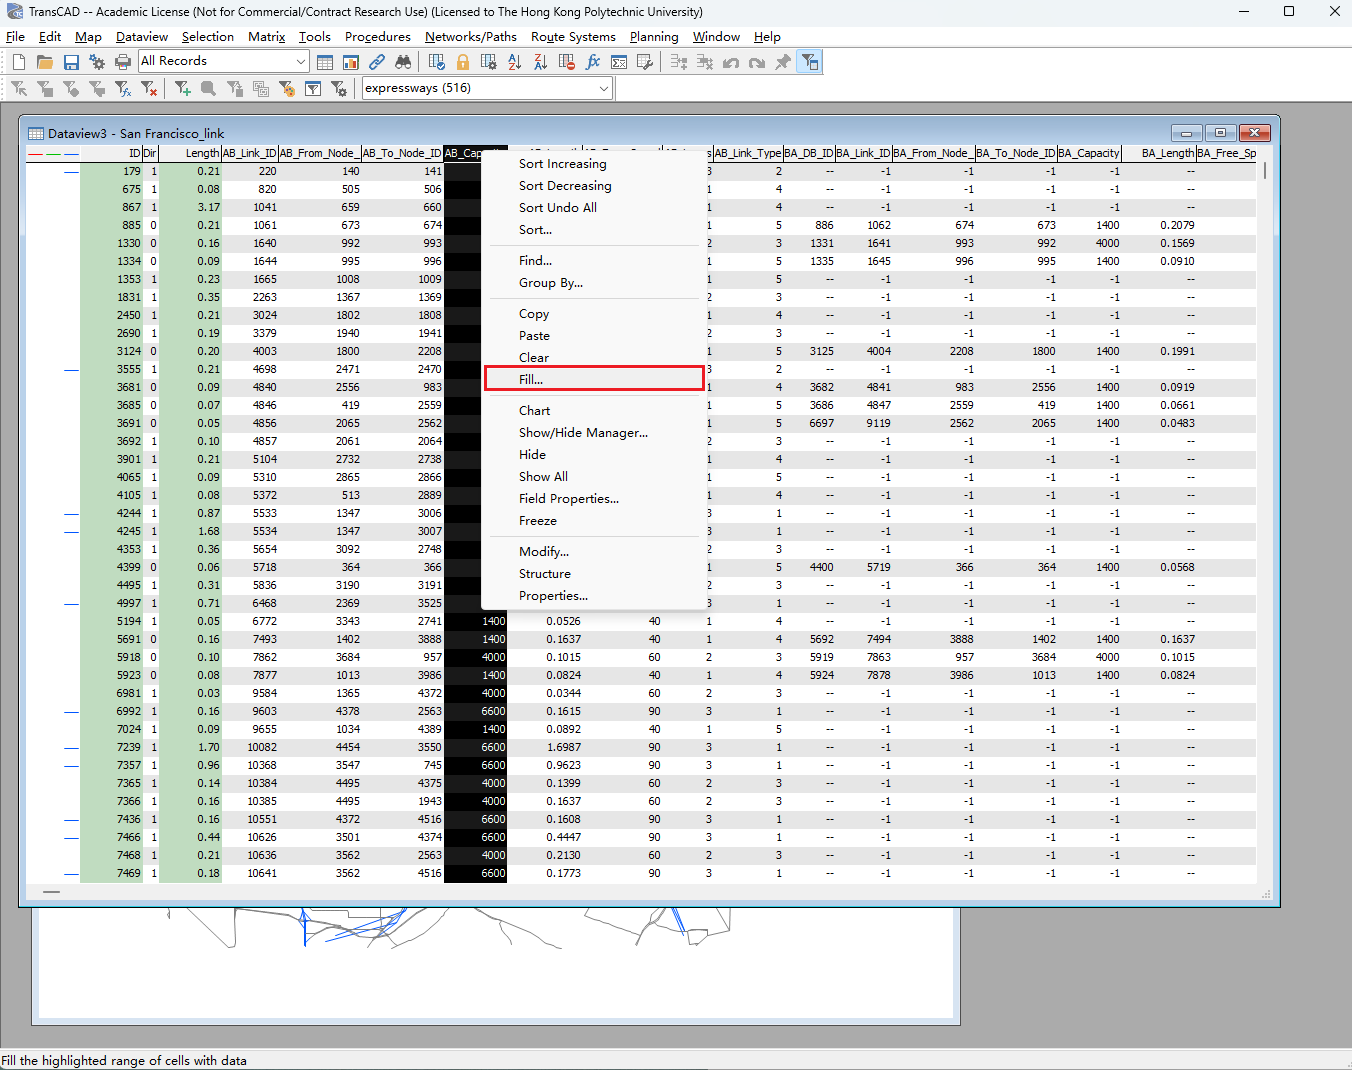 TransCAD -- Academic License (Not for Commercial/Contract Research Use) (Licensed to The Hong Kong Polytechnic University)
File Edit Map Dataview Selection Matrix Tools Procedures Networks/Paths Route Systems Planning Window Help
All Records
expressways (516)
Dataview3 - San Francisco_link
ID Dir Length AB_Link_ID AB_From_Node_ AB_To_Node_ID AB_Cap AB_Link_Type BA_DB_ID BA_Link_ID BA_From_Node_ BA_To_Node_ID BA_Capacity BA_Length BA_Free_Sp
179 1 0.21 220 140 141 3 2 -- -1 -1 -1 -1 --
675 1 0.08 820 505 506 1 4 -- -1 -1 -1 -1 --
867 1 3.17 1041 659 660 1 4 -- -1 -1 -1 -1 --
885 0 0.21 1061 673 674 1 5 886 1062 674 673 1400 0.2079
1330 0 0.16 1640 992 993 2 3 1331 1641 993 992 4000 0.1569
1334 0 0.09 1644 995 996 1 5 1335 1645 996 995 1400 0.0910
1353 1 0.23 1665 1008 1009 1 5 -- -1 -1 -1 -1 --
1831 1 0.35 2263 1367 1369 2 3 -- -1 -1 -1 -1 --
2450 1 0.21 3024 1802 1808 1 4 -- -1 -1 -1 -1 --
2690 1 0.19 3379 1940 1941 2 3 -- -1 -1 -1 -1 --
3124 0 0.20 4003 1800 2208 1 5 3125 4004 2208 1800 1400 0.1991
3555 1 0.21 4698 2471 2470 3 2 -- -1 -1 -1 -1 --
3681 0 0.09 4840 2556 983 1 4 3682 4841 983 2556 1400 0.0919
3685 0 0.07 4846 419 2559 1 5 3686 4847 2559 419 1400 0.0661
3691 0 0.05 4856 2065 2562 1 5 6697 9119 2562 2065 1400 0.0483
3692 1 0.10 4857 2061 2064 2 3 -- -1 -1 -1 -1 --
3901 1 0.21 5104 2732 2738 1 4 -- -1 -1 -1 -1 --
4065 1 0.09 5310 2865 2866 1 5 -- -1 -1 -1 -1 --
4105 1 0.08 5372 513 2889 1 4 -- -1 -1 -1 -1 --
4244 1 0.87 5533 1347 3006 3 1 -- -1 -1 -1 -1 --
4245 1 1.68 5534 1347 3007 3 1 -- -1 -1 -1 -1 --
4353 1 0.36 5654 3092 2748 2 3 -- -1 -1 -1 -1 --
4399 0 0.06 5718 364 366 1 5 4400 5719 366 364 1400 0.0568
4495 1 0.31 5836 3190 3191 2 3 -- -1 -1 -1 -1 --
4997 1 0.71 6468 2369 3525 3 1 -- -1 -1 -1 -1 --
5194 1 0.05 6772 3343 2741 1400 0.0526 40 1 4 -- -1 -1 -1 -1 --
5691 0 0.16 7493 1402 3888 1400 0.1637 40 1 4 5692 7494 3888 1402 1400 0.1637
5918 0 0.10 7862 3684 957 4000 0.1015 60 2 3 5919 7863 957 3684 4000 0.1015
5923 0 0.08 7877 1013 3986 1400 0.0824 40 1 4 5924 7878 3986 1013 1400 0.0824
6981 1 0.03 9584 1365 4372 4000 0.0344 60 2 3 -- -1 -1 -1 -1 --
6992 1 0.16 9603 4378 2563 6600 0.1615 90 3 1 -- -1 -1 -1 -1 --
7024 1 0.09 9655 1034 4389 1400 0.0892 40 1 5 -- -1 -1 -1 -1 --
7239 1 1.70 10082 4454 3550 6600 1.6987 90 3 1 -- -1 -1 -1 -1 --
7357 1 0.96 10368 3547 745 6600 0.9623 90 3 1 -- -1 -1 -1 -1 --
7365 1 0.14 10384 4495 4375 4000 0.1399 60 2 3 -- -1 -1 -1 -1 --
7366 1 0.16 10385 4495 1943 4000 0.1637 60 2 3 -- -1 -1 -1 -1 --
7436 1 0.16 10551 4372 4516 6600 0.1608 90 3 1 -- -1 -1 -1 -1 --
7466 1 0.44 10626 3501 4374 6600 0.4447 90 3 1 -- -1 -1 -1 -1 --
7468 1 0.21 10636 3562 2563 4000 0.2130 60 2 3 -- -1 -1 -1 -1 --
7469 1 0.18 10641 3562 4516 6600 0.1773 90 3 1 -- -1 -1 -1 -1 --
Sort Increasing
Sort Decreasing
Sort Undo All
Sort...
Find...
Group By...
Copy
Paste
Clear
Fill...
Chart
Show/Hide Manager...
Hide
Show All
Field Properties...
Freeze
Modify...
Structure
Properties...
Fill the highlighted range of cells with data